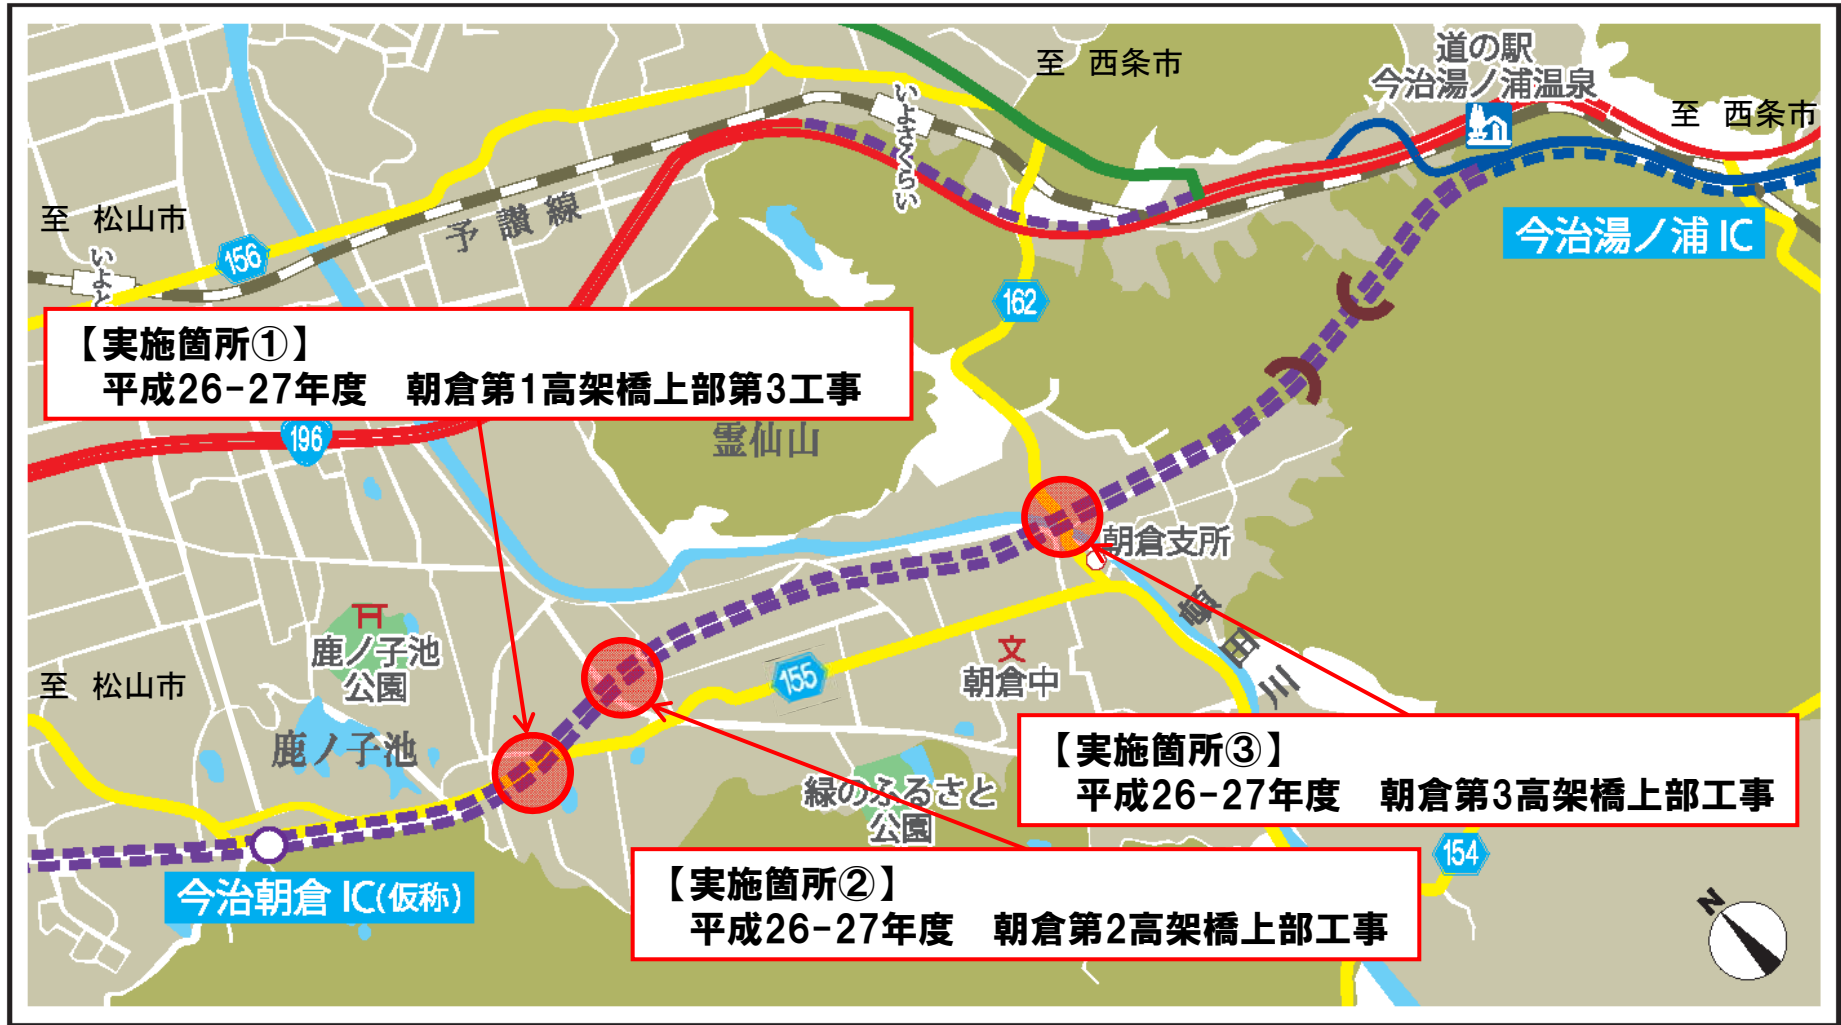 至 西条市
道の駅
今治湯ノ浦温泉
至 西条市
いよさくらい
至 松山市
予讃線
今治湯ノ浦 IC
156
いよと
162
【実施箇所①】
平成26-27年度　朝倉第1高架橋上部第3工事
196
霊仙山
朝倉支所
頓田川
鹿ノ子池
公園
文
朝倉中
155
至 松山市
鹿ノ子池
【実施箇所③】
平成26-27年度　朝倉第3高架橋上部工事
緑のふるさと
公園
154
【実施箇所②】
平成26-27年度　朝倉第2高架橋上部工事
今治朝倉 IC(仮称)
N